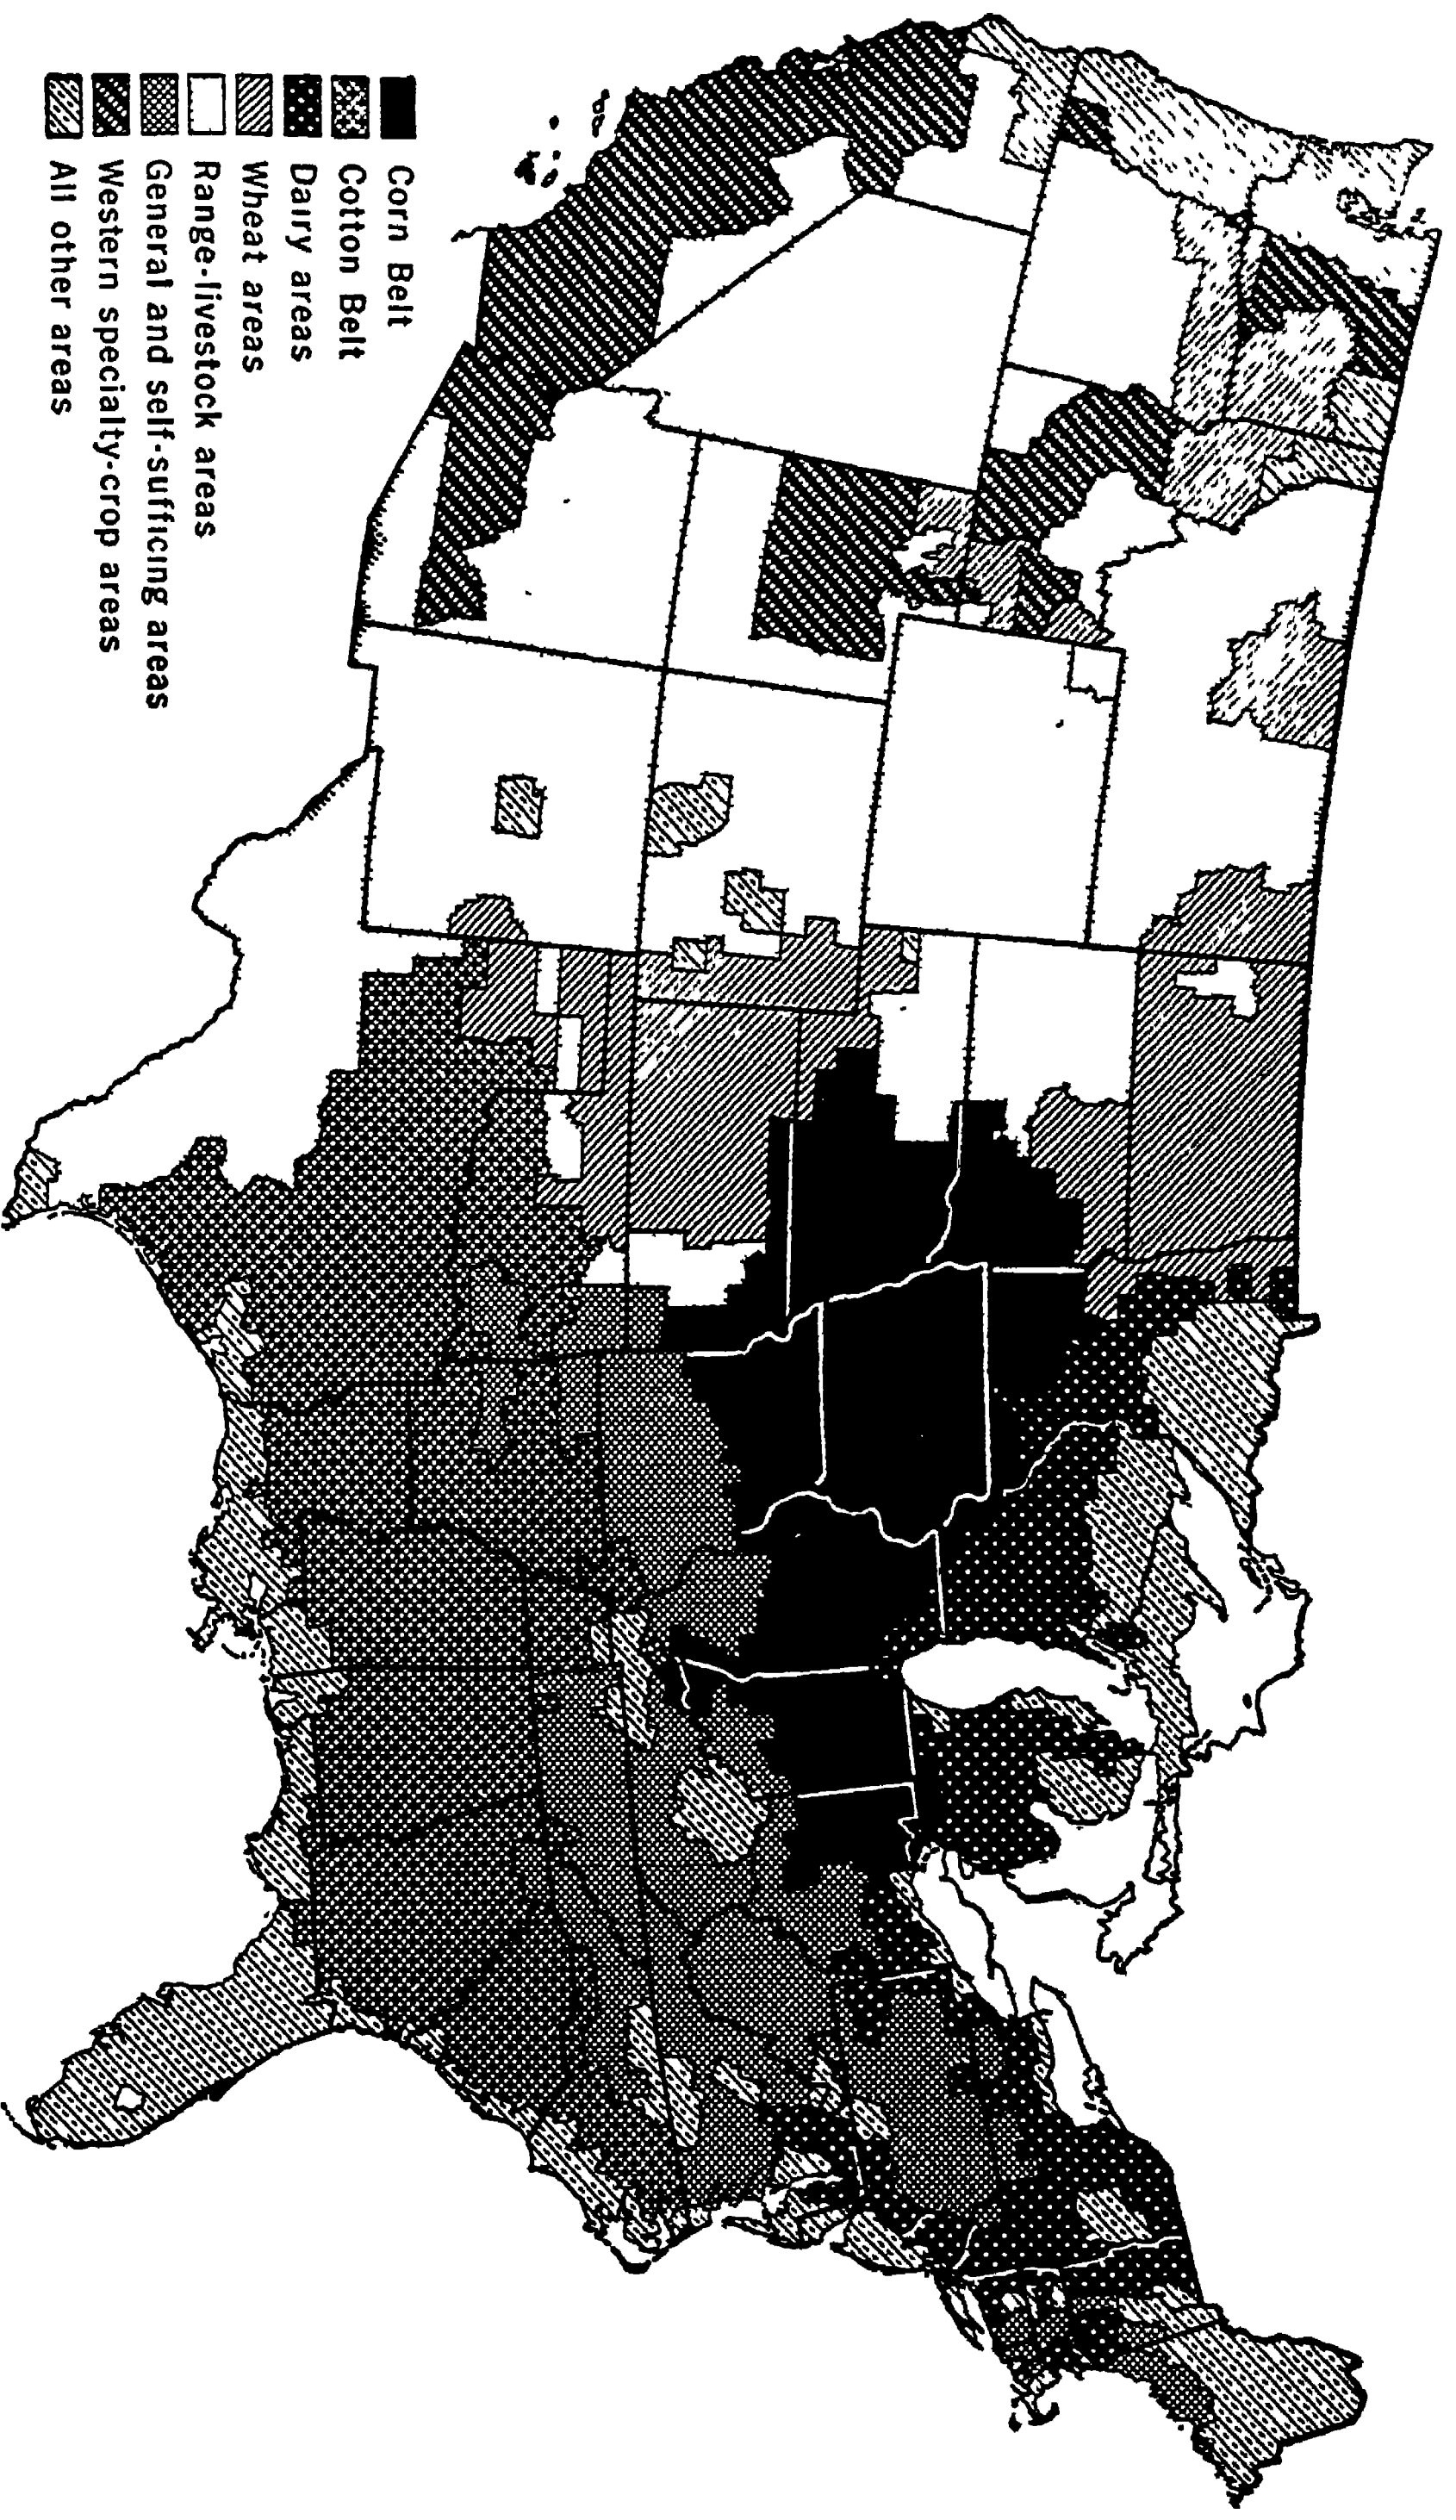 Corn Belt
Cotton Belt
Dairy areas
Wheat areas
Range-livestock areas
General and self-sufficing areas
Western specialty-crop areas
All other areas